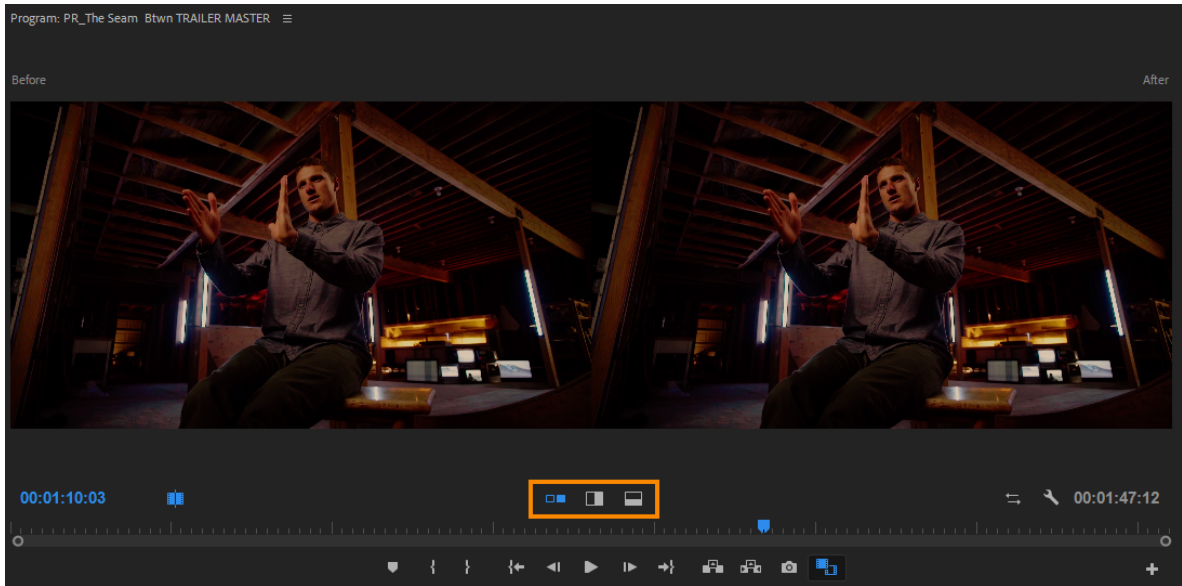 Program: PR_The Seam Btwn TRAILER MASTER
Before
After
00:01:10:03
00:01:47:12